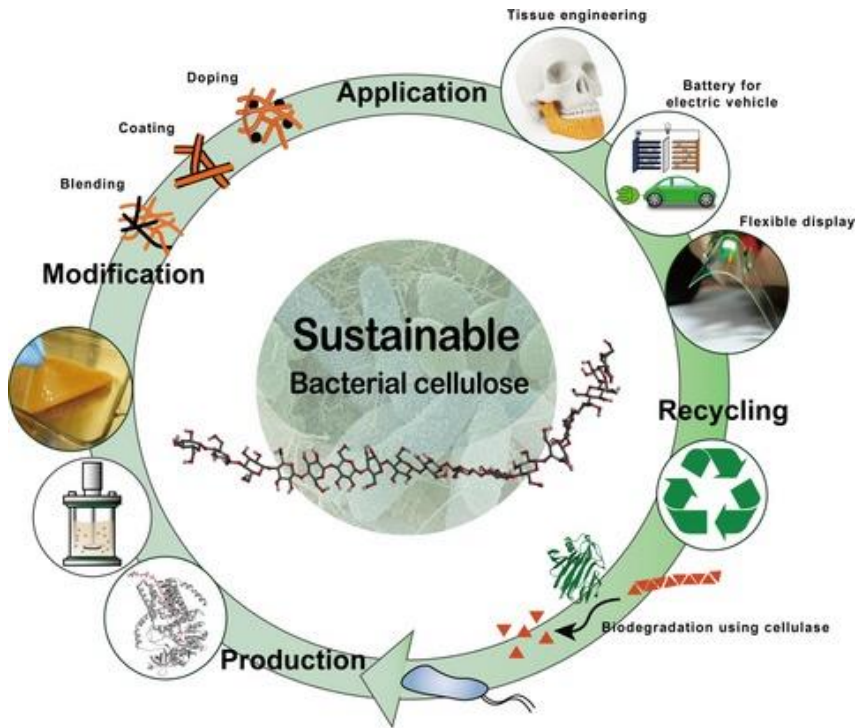 Tissue engineering
Application
Doping
Battery for
electric vehicle
Coating
Blending
Flexible display
Modification
Sustainable
Bacterial cellulose
Recycling
Biodegradation using cellulase
Production